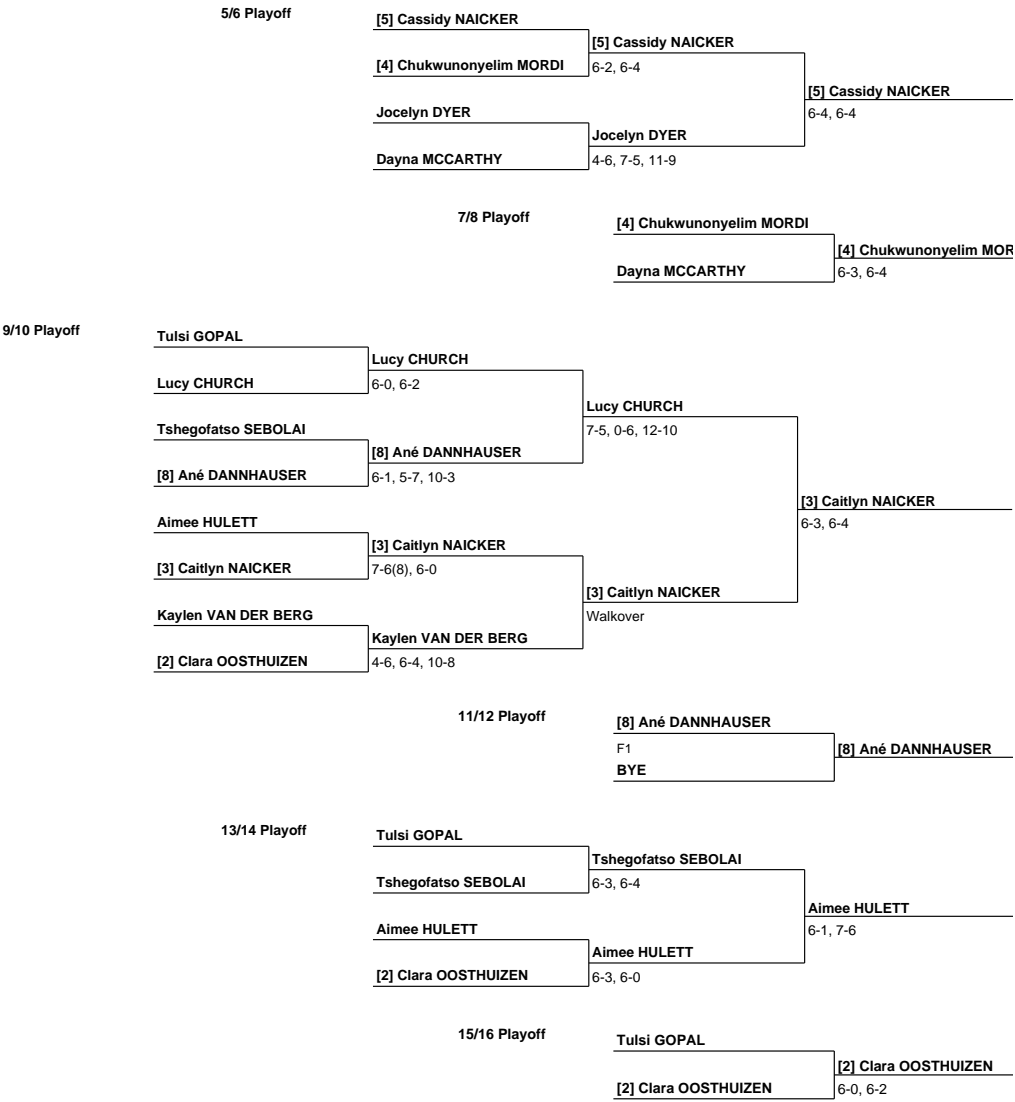 5/6 Playoff
[5] Cassidy NAICKER
[5] Cassidy NAICKER
[4] Chukwunonyelim MORDI
6-2, 6-4
[5] Cassidy NAICKER
Jocelyn DYER
6-4, 6-4
Jocelyn DYER
Dayna MCCARTHY
4-6, 7-5, 11-9
7/8 Playoff
[4] Chukwunonyelim MORDI
[4] Chukwunonyelim MOR
Dayna MCCARTHY
6-3, 6-4
9/10 Playoff
Tulsi GOPAL
Lucy CHURCH
Lucy CHURCH
6-0, 6-2
Lucy CHURCH
Tshegofatso SEBOLAI
7-5, 0-6, 12-10
[8] Ané DANNHAUSER
[8] Ané DANNHAUSER
6-1, 5-7, 10-3
[3] Caitlyn NAICKER
Aimee HULETT
6-3, 6-4
[3] Caitlyn NAICKER
[3] Caitlyn NAICKER
7-6(8), 6-0
[3] Caitlyn NAICKER
Kaylen VAN DER BERG
Walkover
Kaylen VAN DER BERG
[2] Clara OOSTHUIZEN
4-6, 6-4, 10-8
11/12 Playoff
[8] Ané DANNHAUSER
F1
[8] Ané DANNHAUSER
BYE
13/14 Playoff
Tulsi GOPAL
Tshegofatso SEBOLAI
Tshegofatso SEBOLAI
6-3, 6-4
Aimee HULETT
Aimee HULETT
6-1, 7-6
Aimee HULETT
[2] Clara OOSTHUIZEN
6-3, 6-0
15/16 Playoff
Tulsi GOPAL
[2] Clara OOSTHUIZEN
[2] Clara OOSTHUIZEN
6-0, 6-2